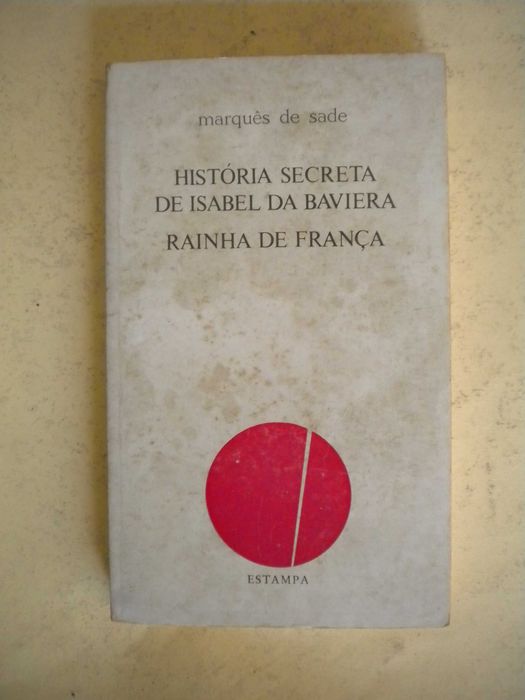 marquês de sade
HISTÓRIA SECRETA
DE ISABEL DA BAVIERA
RAINHA DE FRANÇA
ESTAMPA